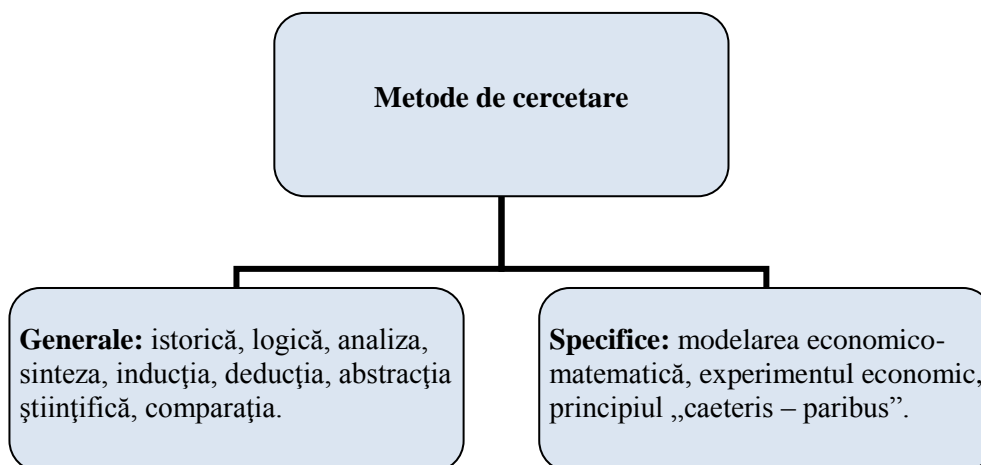 Metode de cercetare
Generale: istorică, logică, analiza,
sinteza, inducţia, deducţia, abstracţia
ştiinţifică, comparaţia.
Specifice: modelarea economico-
matematică, experimentul economic,
principiul „caeteris – paribus”.